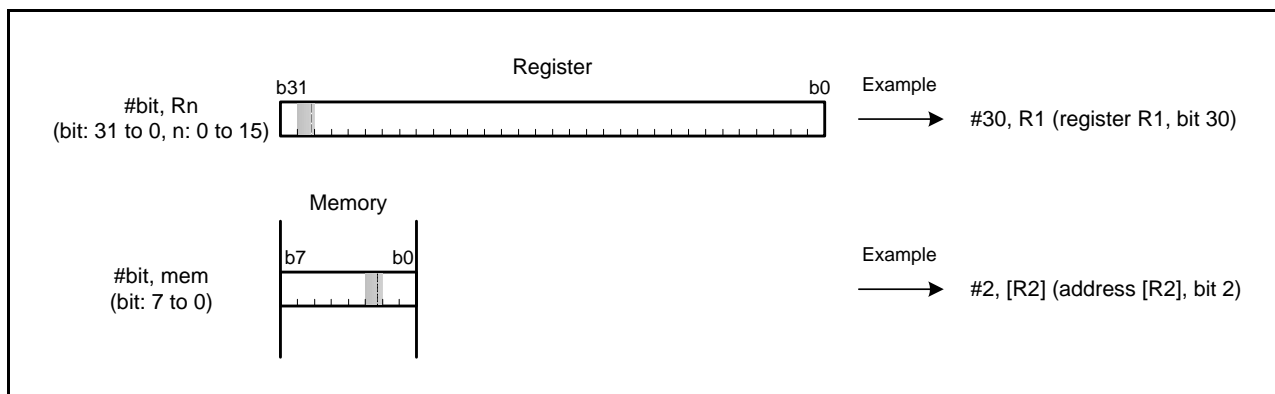 Register
b31 b0 Example
#bit, Rn
(bit: 31 to 0, n: 0 to 15)
#30, R1 (register R1, bit 30)
Memory
b7 b0 Example
#bit, mem
(bit: 7 to 0)
#2, [R2] (address [R2], bit 2)